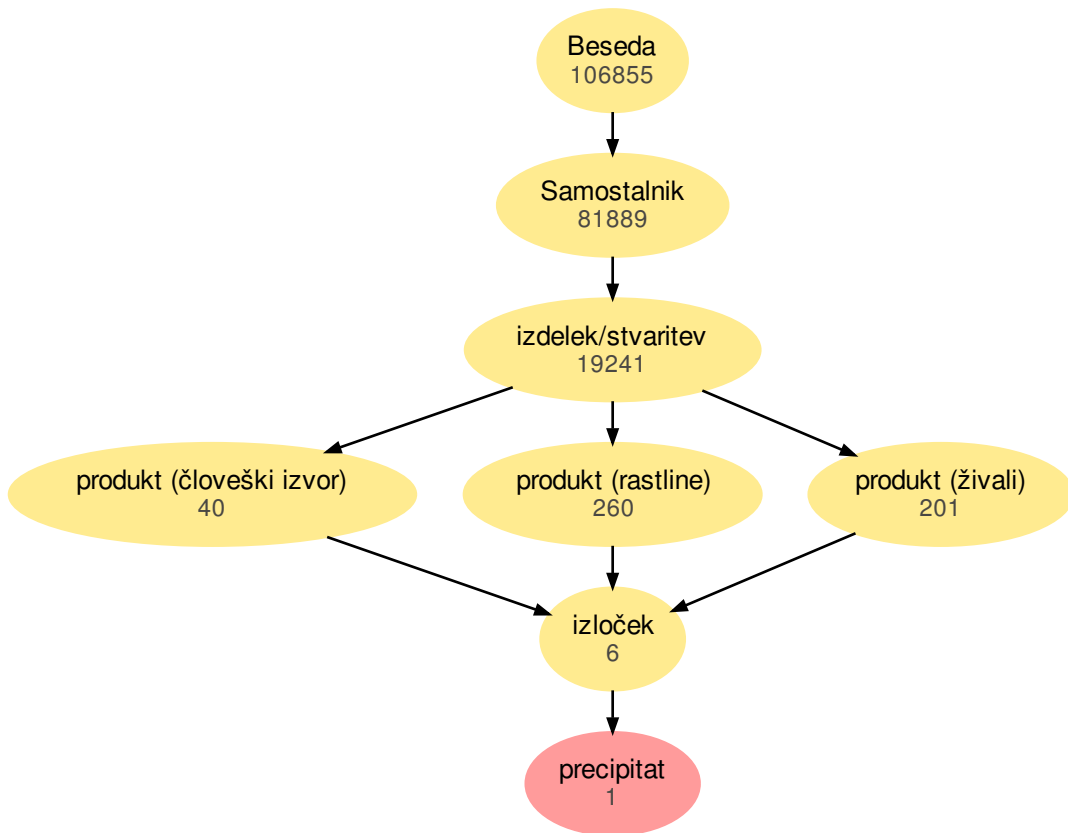 Beseda
106855
Samostalnik
81889
izdelek/stvaritev
19241
produkt (človeški izvor)
40
produkt (rastline)
260
produkt (živali)
201
izloček
6
precipitat
1